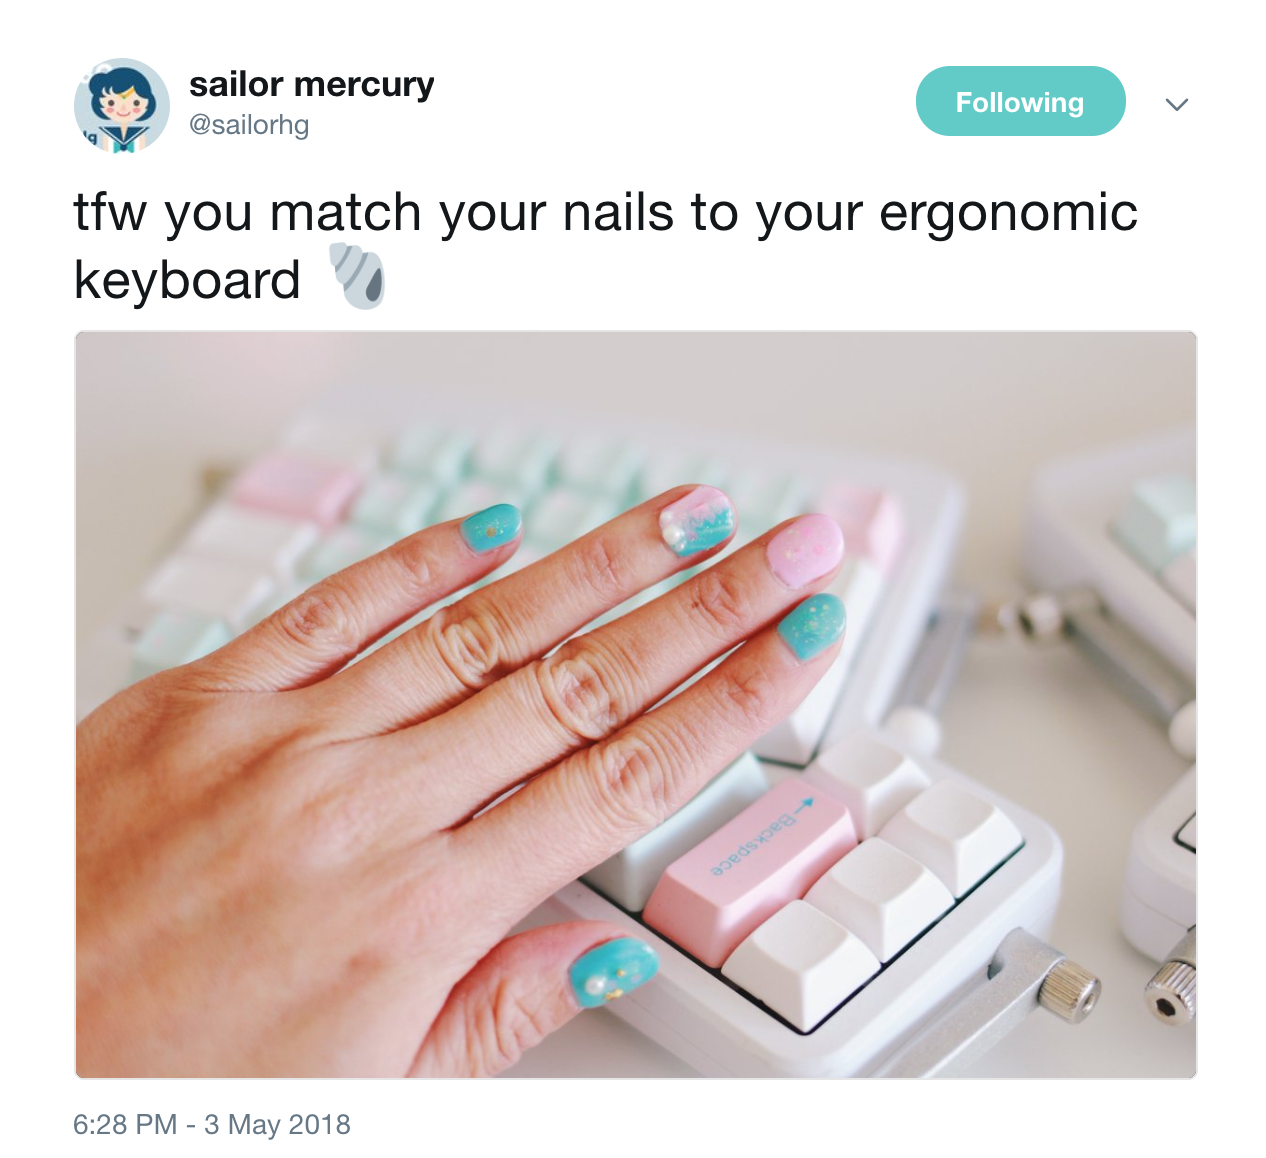 sailor mercury
@sailorhg
Following
tfw you match your nails to your ergonomic
keyboard 🐚
← Backspace
6:28 PM - 3 May 2018